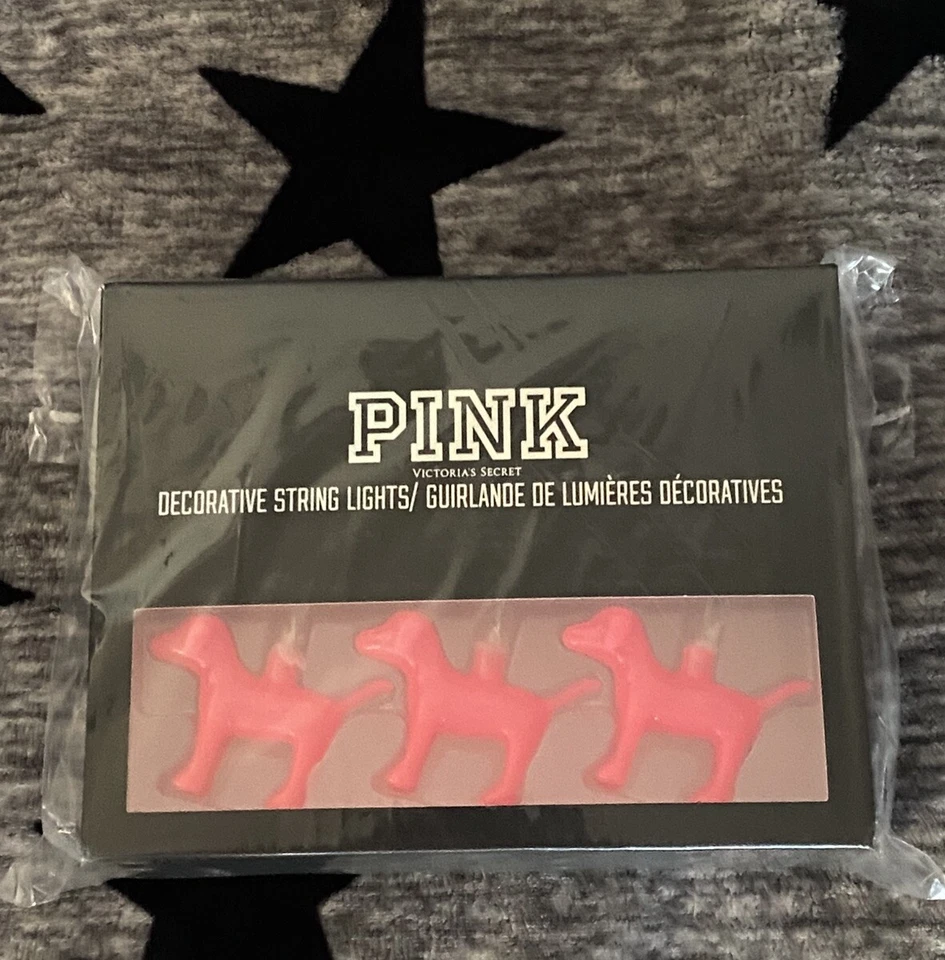 PINK
VICTORIA'S SECRET
DECORATIVE STRING LIGHTS/ GUIRLANDE DE LUMIÈRES DÉCORATIVES